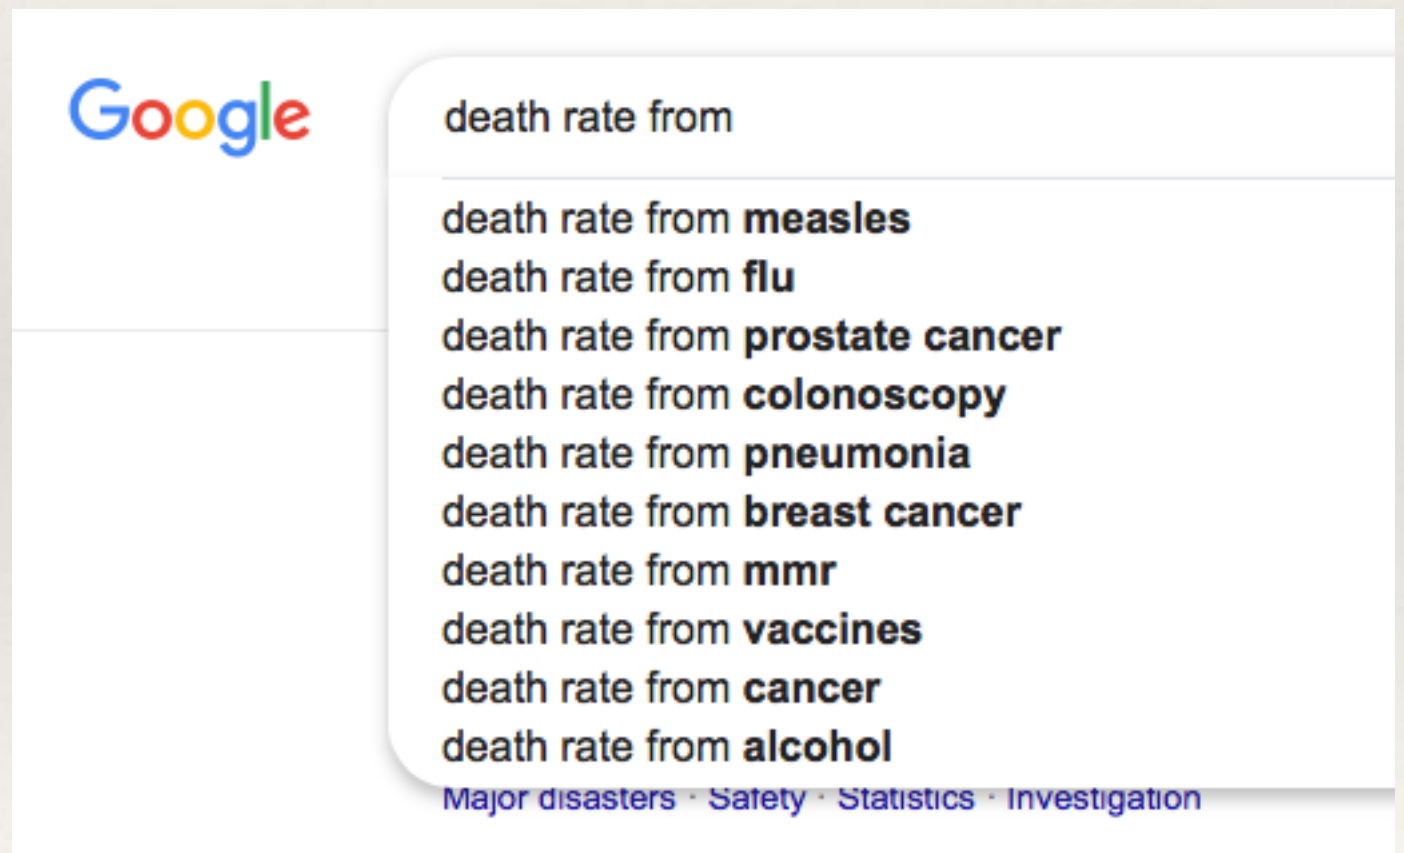 Google
death rate from
death rate from measles
death rate from flu
death rate from prostate cancer
death rate from colonoscopy
death rate from pneumonia
death rate from breast cancer
death rate from mmr
death rate from vaccines
death rate from cancer
death rate from alcohol
Major disasters · Safety · Statistics · Investigation